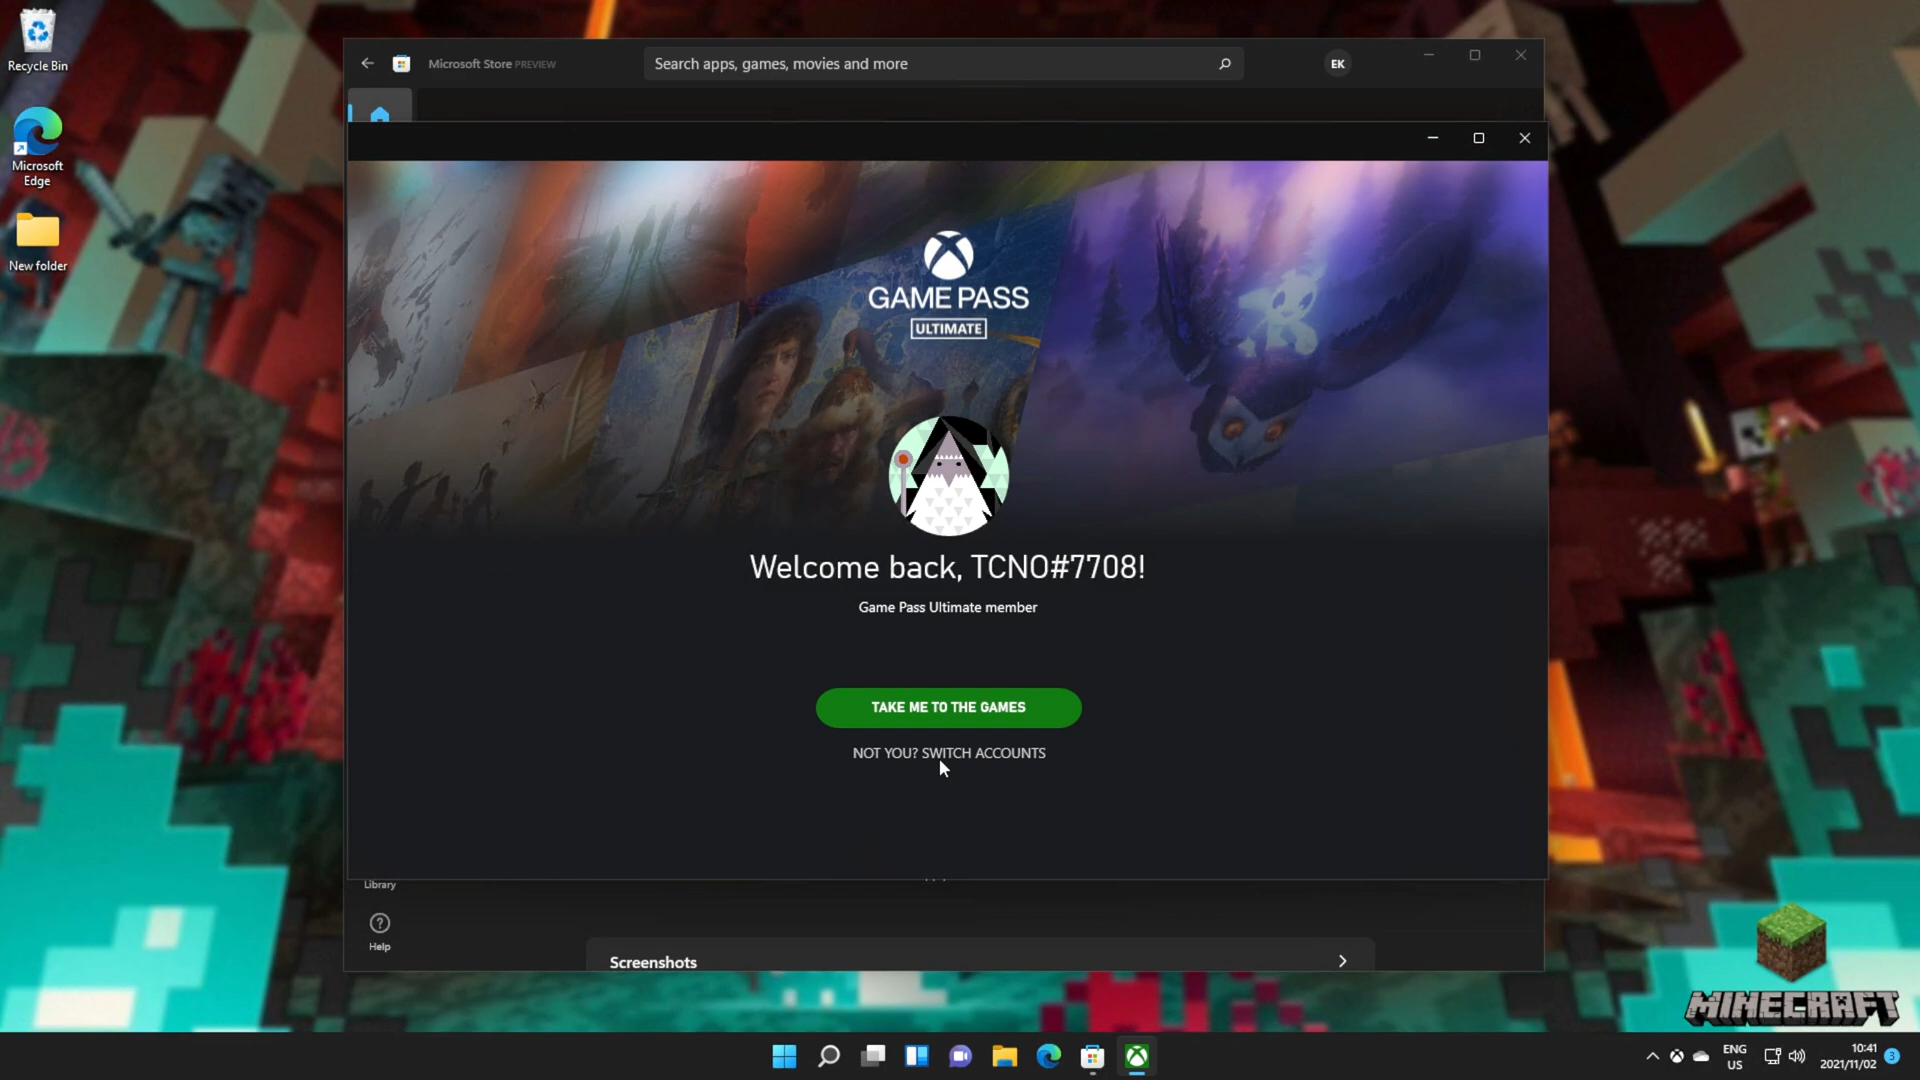 Recycle Bin
Microsoft
Edge
New folder
Microsoft Store PREVIEW
Search apps, games, movies and more
EK
GAME PASS
ULTIMATE
Welcome back, TCNO#7708!
Game Pass Ultimate member
TAKE ME TO THE GAMES
NOT YOU? SWITCH ACCOUNTS
Library
Help
Screenshots
MINECRAFT
ENG
US
10:41
2021/11/02
3